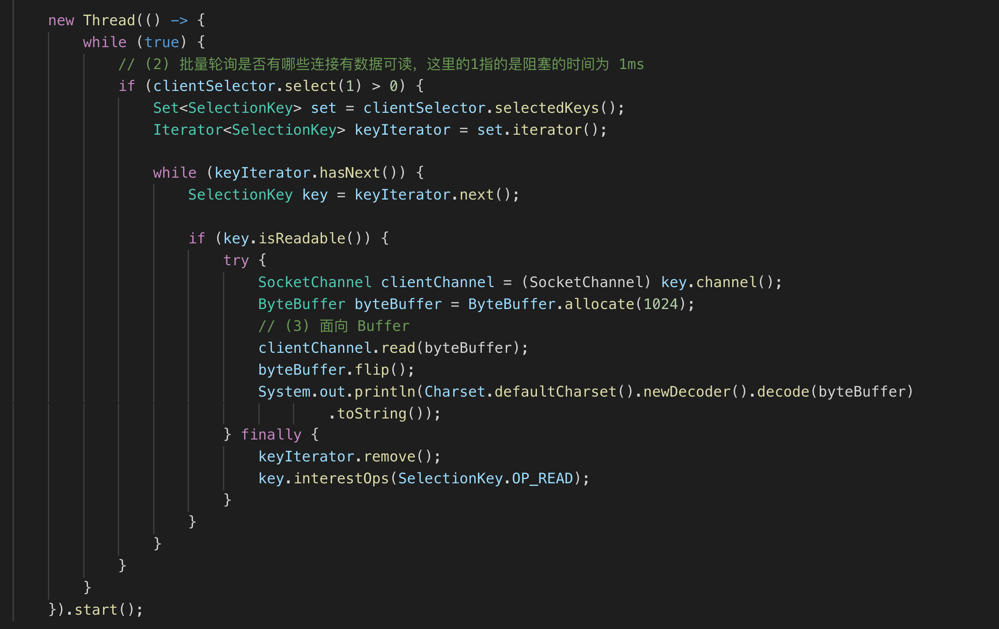 new Thread(() -> {
while (true) {
// (2) 批量轮询是否有哪些连接有数据可读，这里的1指的是阻塞的时间为 1ms
if (clientSelector.select(1) > 0) {
Set<SelectionKey> set = clientSelector.selectedKeys();
Iterator<SelectionKey> keyIterator = set.iterator();
while (keyIterator.hasNext()) {
SelectionKey key = keyIterator.next();
if (key.isReadable()) {
try {
SocketChannel clientChannel = (SocketChannel) key.channel();
ByteBuffer byteBuffer = ByteBuffer.allocate(1024);
// (3) 面向 Buffer
clientChannel.read(byteBuffer);
byteBuffer.flip();
System.out.println(Charset.defaultCharset().newDecoder().decode(byteBuffer)
.toString());
} finally {
keyIterator.remove();
key.interestOps(SelectionKey.OP_READ);
}
}
}
}
}
}).start();